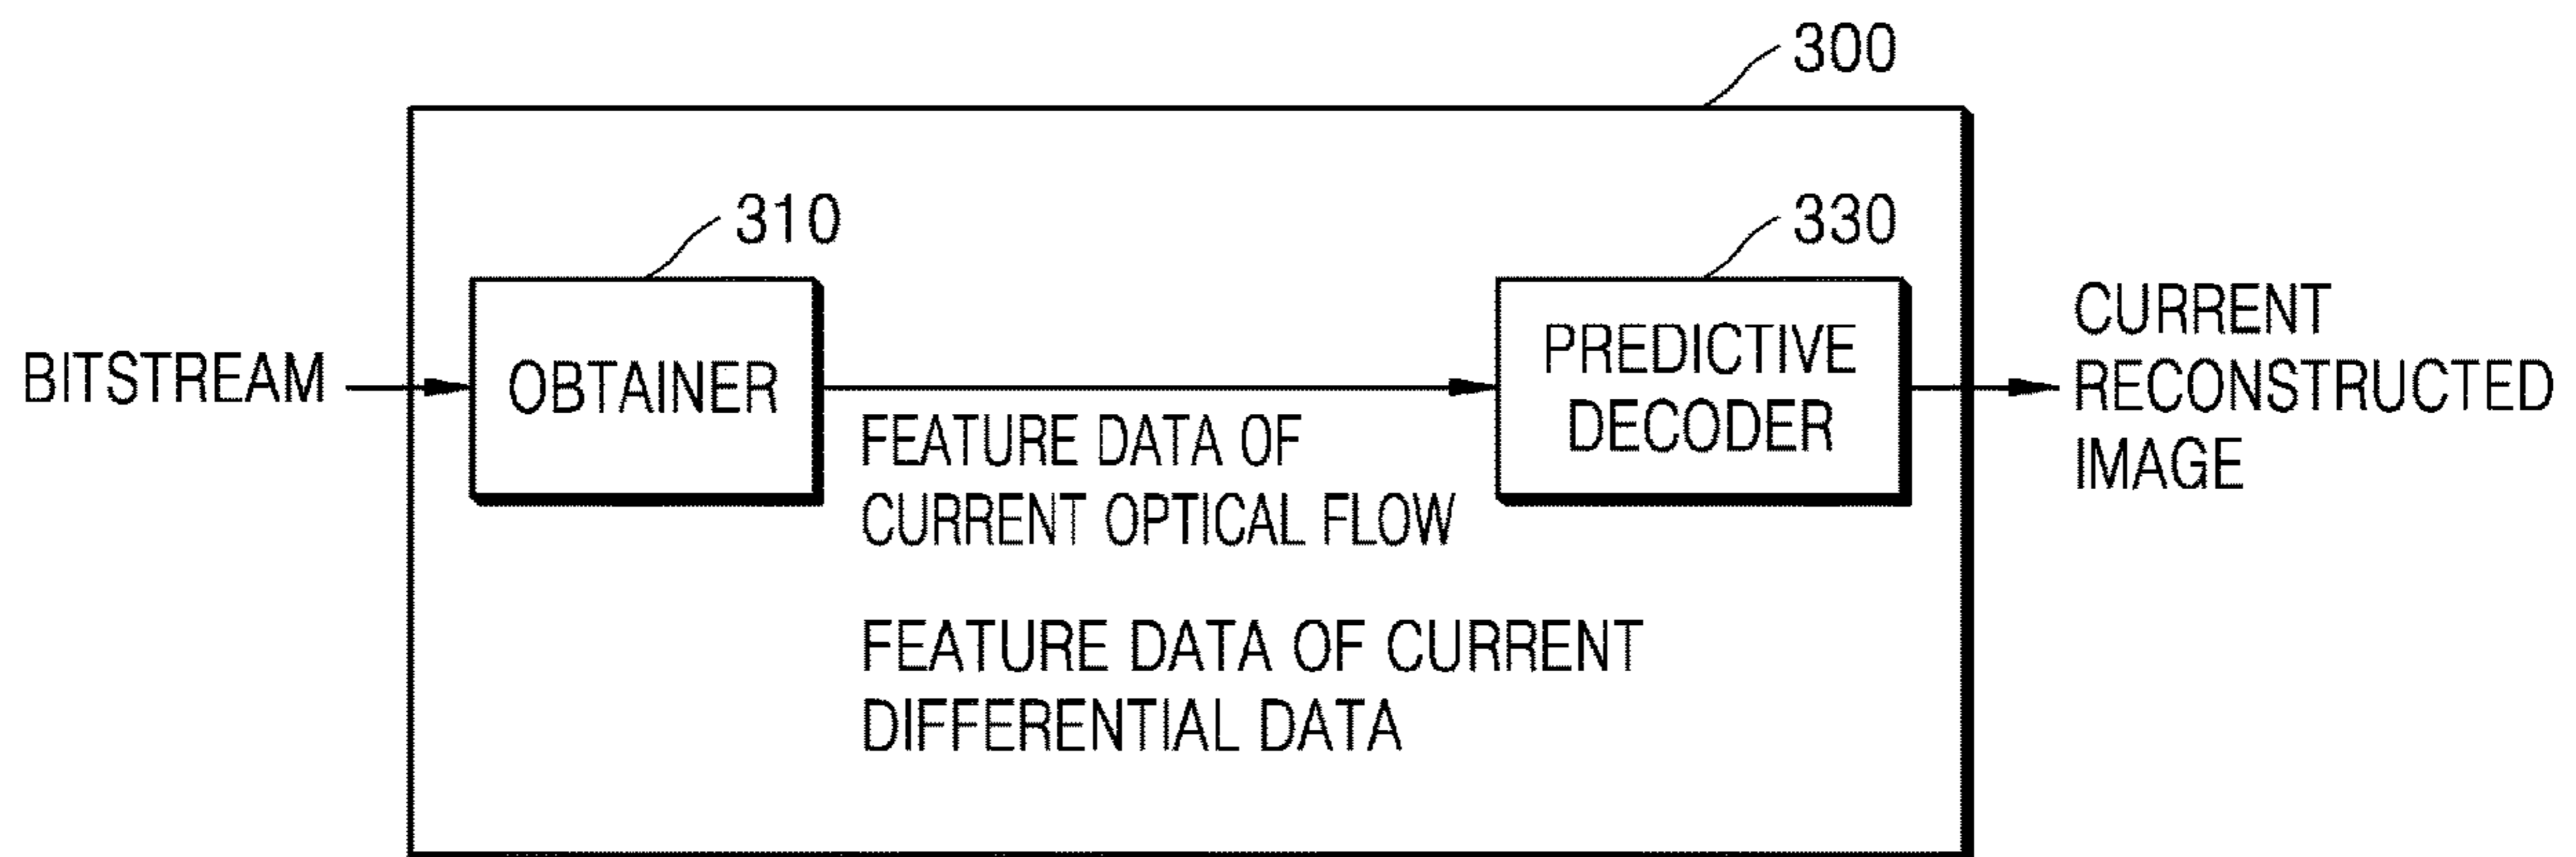 300
310
330
BITSTREAM
OBTAINER
FEATURE DATA OF
CURRENT OPTICAL FLOW
FEATURE DATA OF CURRENT
DIFFERENTIAL DATA
PREDICTIVE
DECODER
CURRENT
RECONSTRUCTED
IMAGE